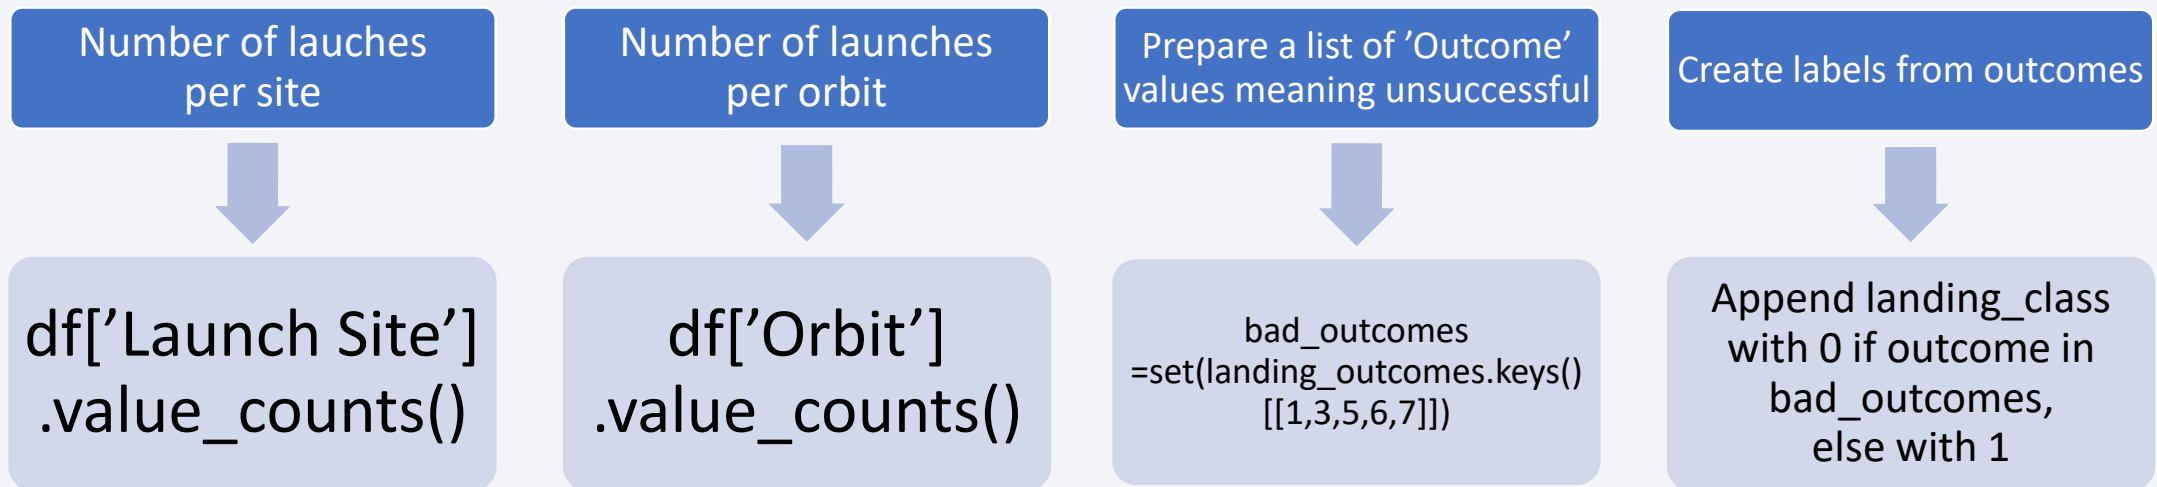 Number of lauches
per site
df[’Launch Site’]
.value_counts()
Number of launches
per orbit
df[’Orbit’]
.value_counts()
Prepare a list of ’Outcome’
values meaning unsuccessful
bad_outcomes
=set(landing_outcomes.keys()
[[1,3,5,6,7]])
Create labels from outcomes
Append landing_class
with 0 if outcome in
bad_outcomes,
else with 1